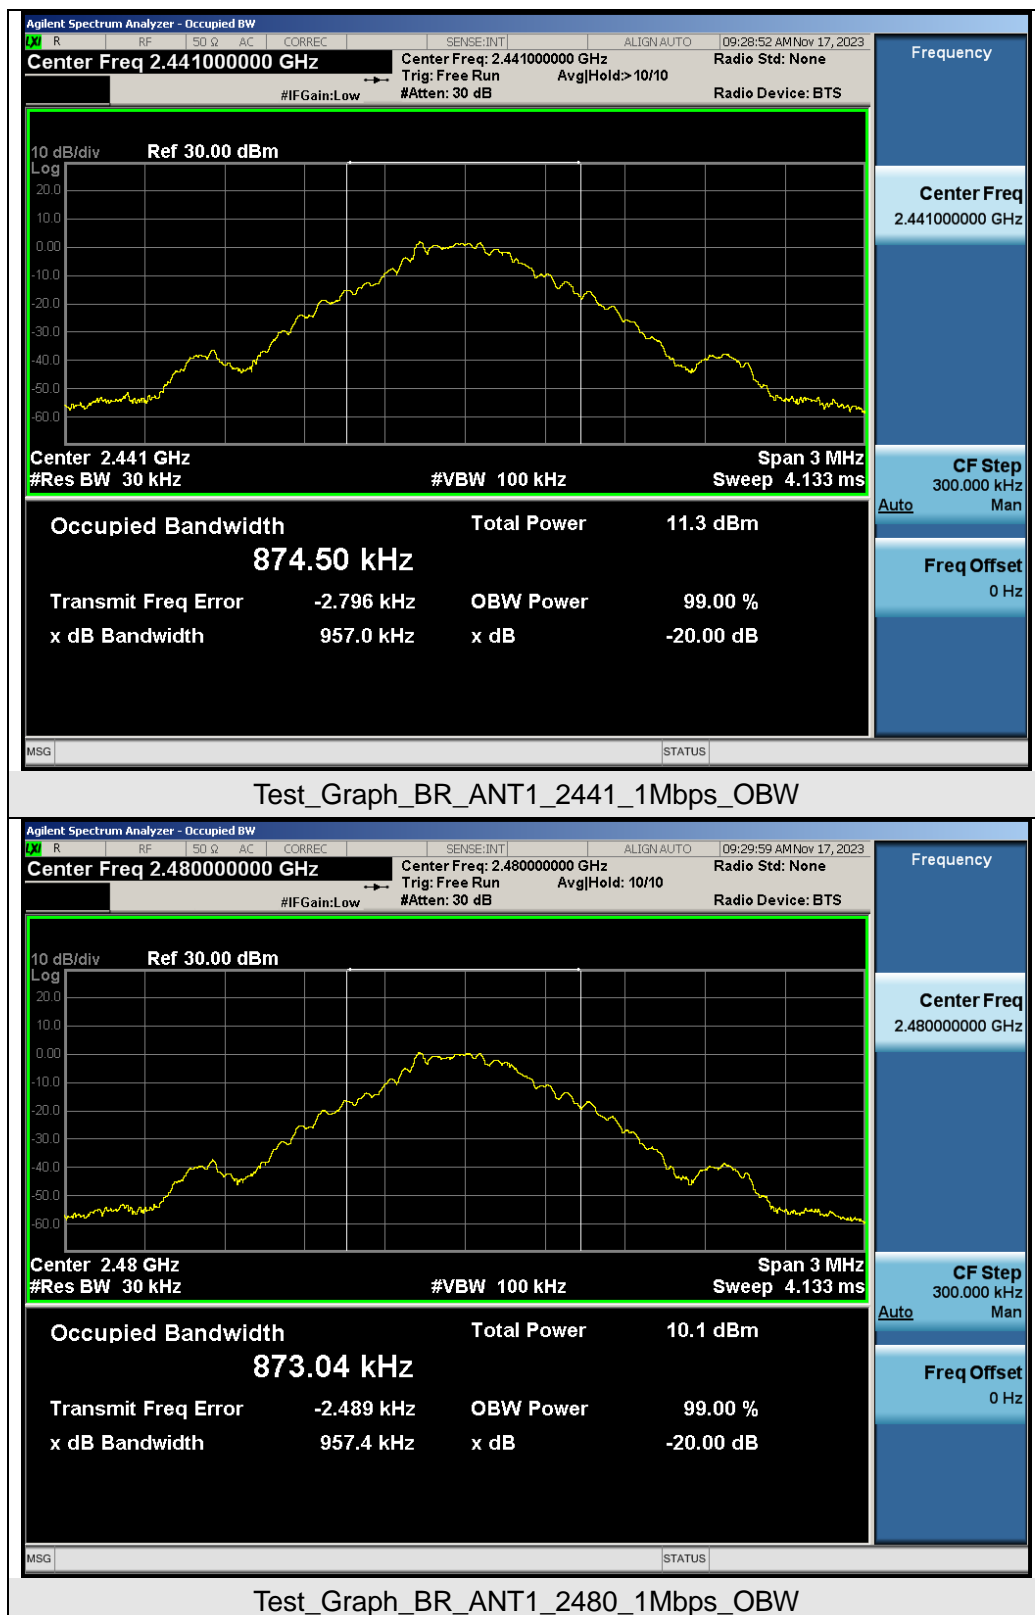 Agilent Spectrum Analyzer - Occupied BW
LXI R RF 50 Ω AC CORREC SENSE:INT ALIGN AUTO 09:28:52 AM Nov 17, 2023
Center Freq 2.441000000 GHz
Center Freq: 2.441000000 GHz Radio Std: None
Trig: Free Run Avg|Hold:> 10/10
#IFGain:Low #Atten: 30 dB Radio Device: BTS
Frequency
10 dB/div Ref 30.00 dBm
Log
20.0
10.0
0.00
-10.0
-20.0
-30.0
-40.0
-50.0
-60.0
Center 2.441 GHz Span 3 MHz
#Res BW 30 kHz #VBW 100 kHz Sweep 4.133 ms
Occupied Bandwidth Total Power 11.3 dBm
874.50 kHz
Transmit Freq Error -2.796 kHz OBW Power 99.00 %
x dB Bandwidth 957.0 kHz x dB -20.00 dB
Center Freq
2.441000000 GHz
CF Step
300.000 kHz
Auto Man
Freq Offset
0 Hz
MSG STATUS
Test_Graph_BR_ANT1_2441_1Mbps_OBW
Agilent Spectrum Analyzer - Occupied BW
LXI R RF 50 Ω AC CORREC SENSE:INT ALIGN AUTO 09:29:59 AM Nov 17, 2023
Center Freq 2.480000000 GHz
Center Freq: 2.480000000 GHz Radio Std: None
Trig: Free Run Avg|Hold: 10/10
#IFGain:Low #Atten: 30 dB Radio Device: BTS
Frequency
10 dB/div Ref 30.00 dBm
Log
20.0
10.0
0.00
-10.0
-20.0
-30.0
-40.0
-50.0
-60.0
Center 2.48 GHz Span 3 MHz
#Res BW 30 kHz #VBW 100 kHz Sweep 4.133 ms
Occupied Bandwidth Total Power 10.1 dBm
873.04 kHz
Transmit Freq Error -2.489 kHz OBW Power 99.00 %
x dB Bandwidth 957.4 kHz x dB -20.00 dB
Center Freq
2.480000000 GHz
CF Step
300.000 kHz
Auto Man
Freq Offset
0 Hz
MSG STATUS
Test_Graph_BR_ANT1_2480_1Mbps_OBW